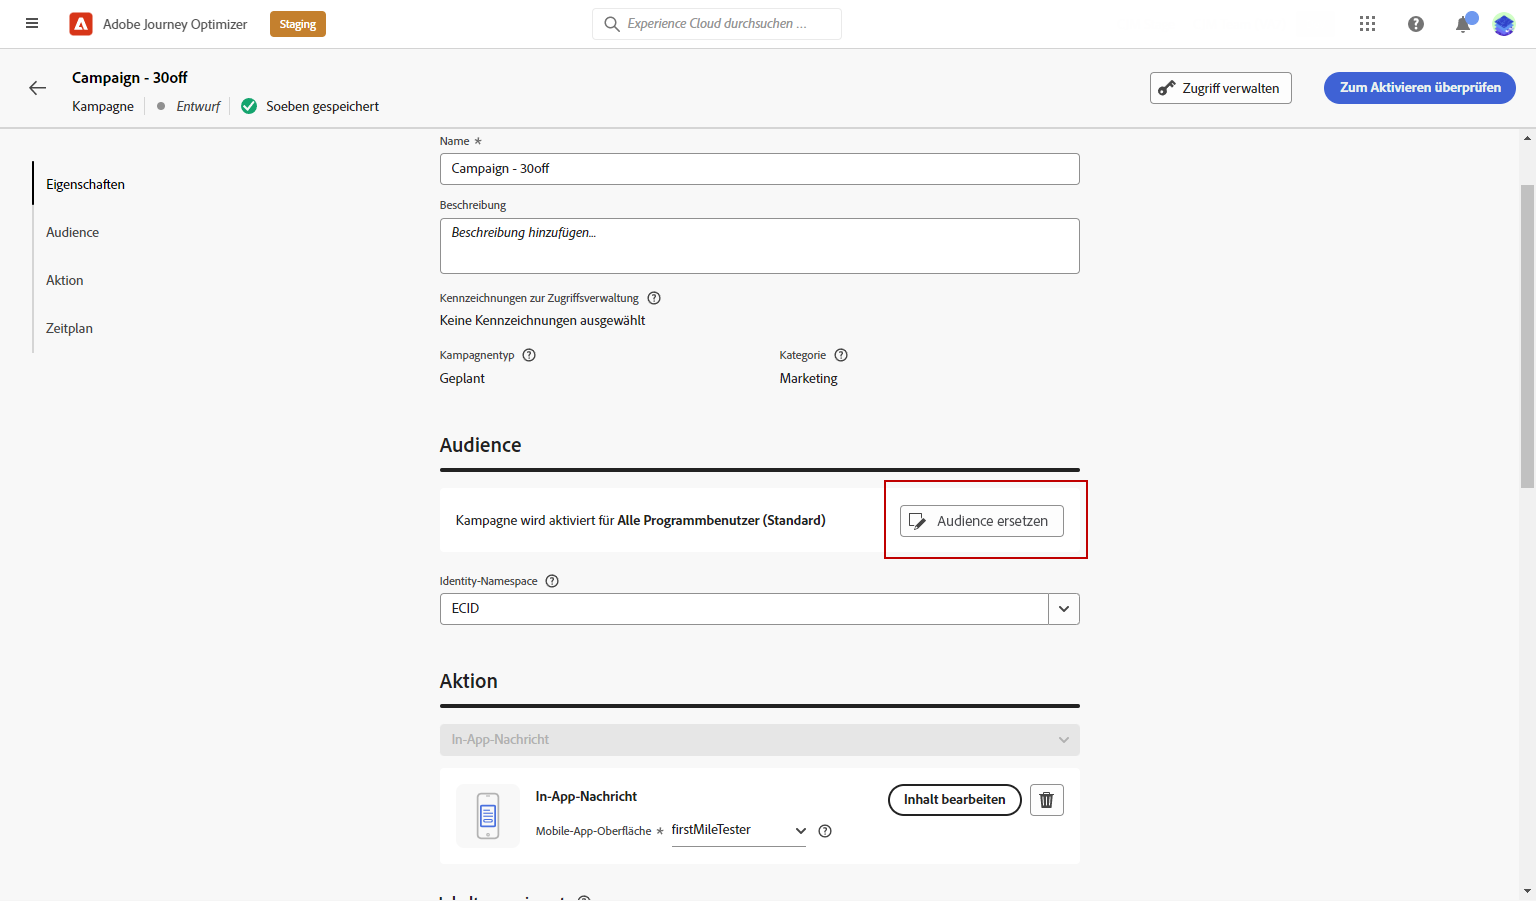 Adobe Journey Optimizer
Staging
Experience Cloud durchsuchen ...
Campaign - 30off
Kampagne
Entwurf
Soeben gespeichert
Zugriff verwalten
Zum Aktivieren überprüfen
Eigenschaften
Audience
Aktion
Zeitplan
Name *
Campaign - 30off
Beschreibung
Beschreibung hinzufügen...
Kennzeichnungen zur Zugriffsverwaltung
Keine Kennzeichnungen ausgewählt
Kampagnentyp
Geplant
Kategorie
Marketing
Audience
Kampagne wird aktiviert für Alle Programmbenutzer (Standard)
Audience ersetzen
Identity-Namespace
ECID
Aktion
In-App-Nachricht
In-App-Nachricht
Inhalt bearbeiten
Mobile-App-Oberfläche * firstMileTester